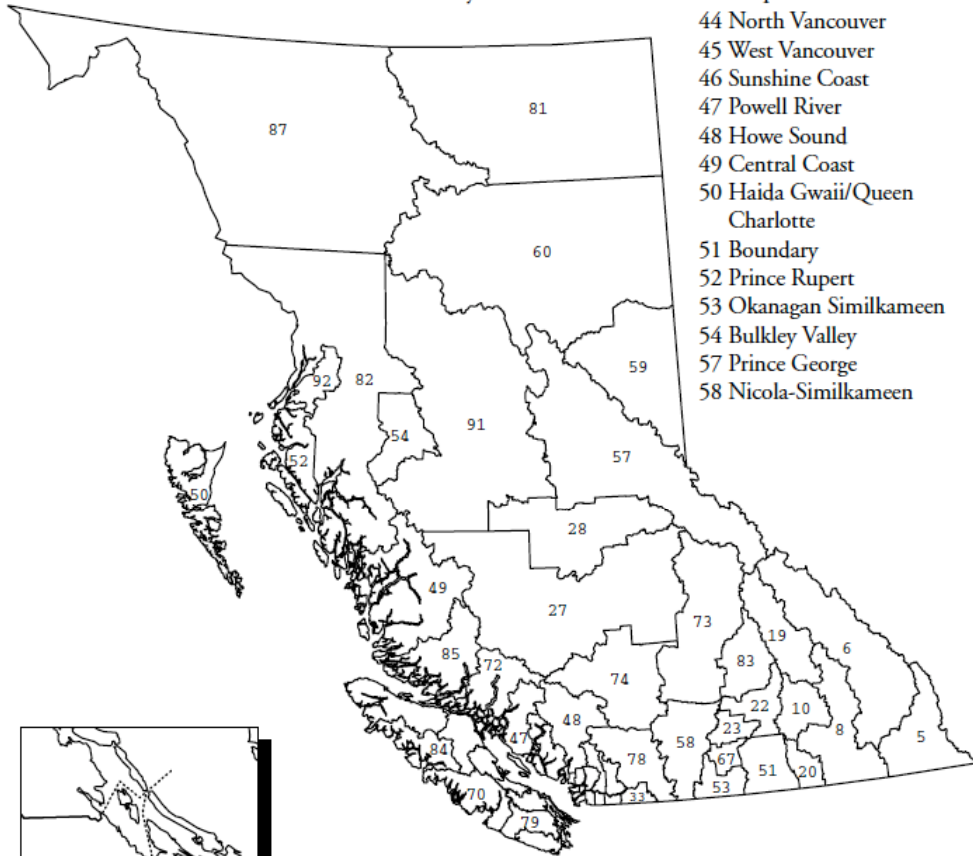 44 North Vancouver
45 West Vancouver
46 Sunshine Coast
47 Powell River
48 Howe Sound
49 Central Coast
50 Haida Gwaii/Queen
Charlotte
51 Boundary
52 Prince Rupert
53 Okanagan Similkameen
54 Bulkley Valley
57 Prince George
58 Nicola-Similkameen
81
87
60
59
92
82
54
91
52
57
50
28
49
27
73
19
6
85
72
83
74
48
22
10
23
8
47
58
5
84
78
67
51
20
53
70
33
79